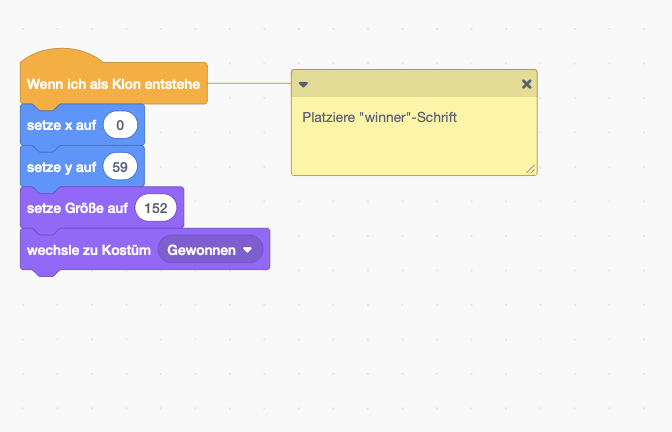 Wenn ich als Klon entstehe
Platziere "winner"-Schrift
setze x auf 0
setze y auf 59
setze Größe auf 152
wechsle zu Kostüm Gewonnen